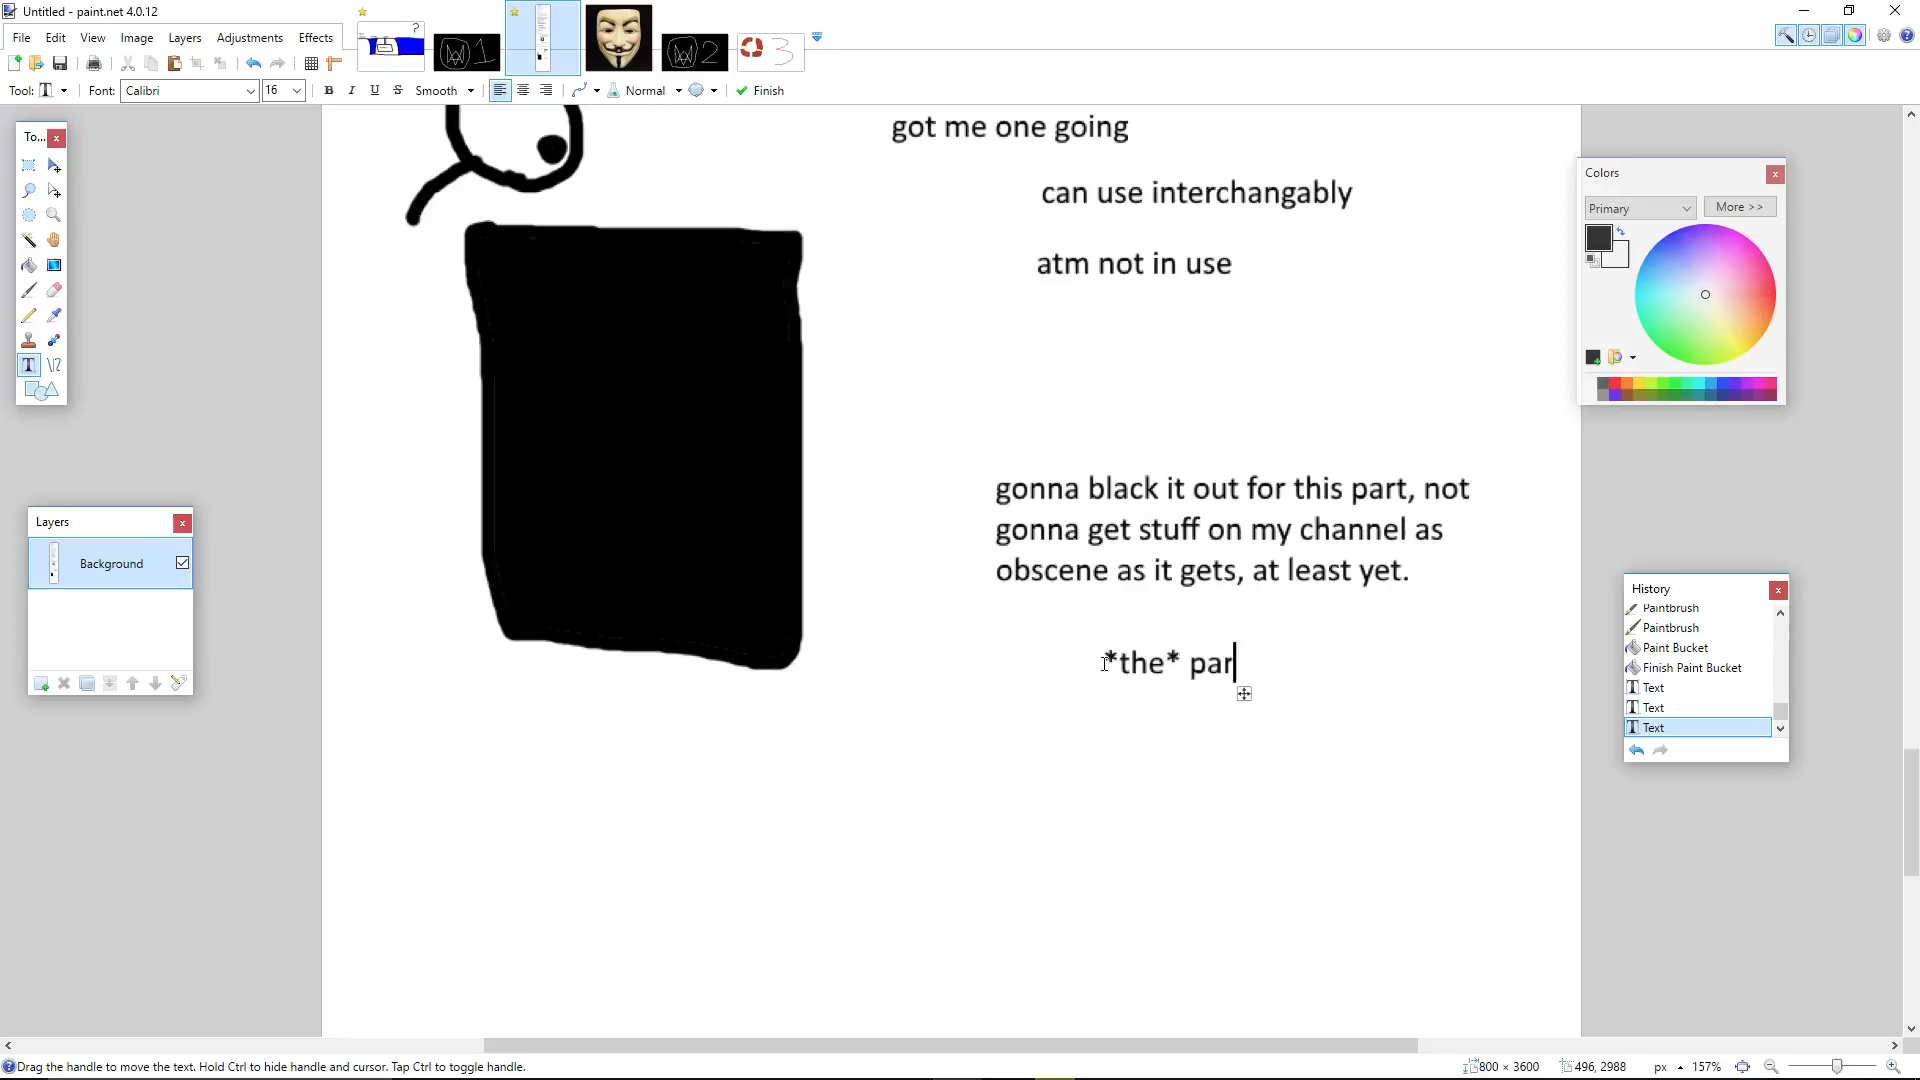 Untitled - paint.net 4.0.12
File Edit View Image Layers Adjustments Effects
? 1 2 3
Tool: T Font: Calibri 16 B I U S Smooth Normal Finish
To...
got me one going
can use interchangably
atm not in use
gonna black it out for this part, not
gonna get stuff on my channel as
obscene as it gets, at least yet.
*the* par
Layers
Background
Colors
Primary More >>
History
Paintbrush
Paintbrush
Paint Bucket
Finish Paint Bucket
Text
Text
Text
Drag the handle to move the text. Hold Ctrl to hide handle and cursor. Tap Ctrl to toggle handle.
800 × 3600 496, 2988 px 157%